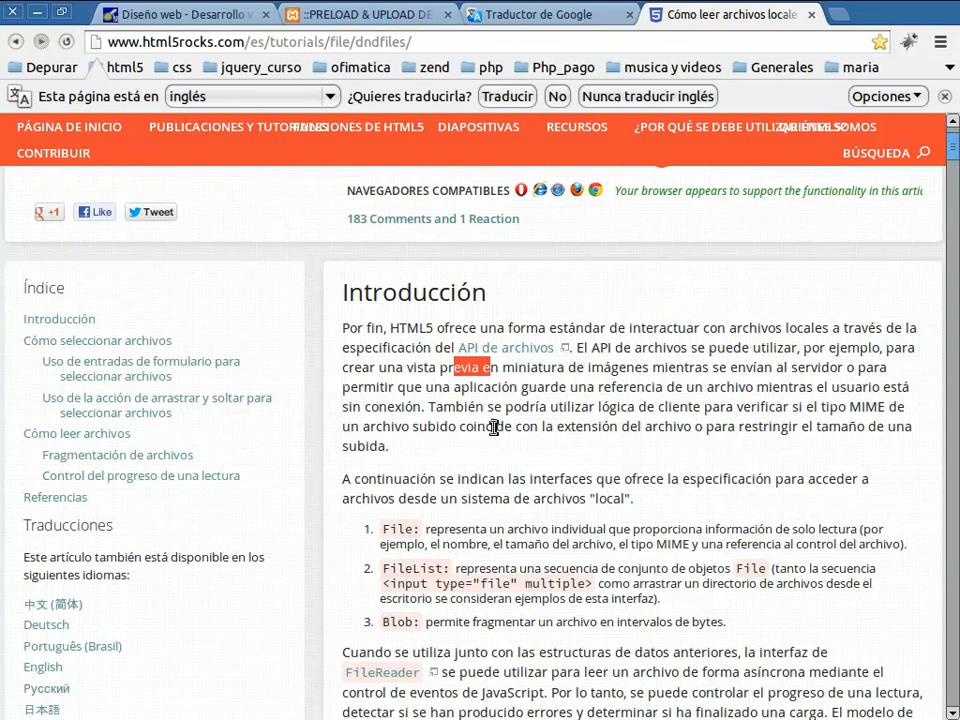 Diseño web - Desarrollo v
::PRELOAD & UPLOAD DE
Traductor de Google
Cómo leer archivos locale
www.html5rocks.com/es/tutorials/file/dndfiles/
Depurar html5 css jquery_curso ofimatica zend php Php_pago musica y videos Generales maria
Esta página está en inglés ¿Quieres traducirla? Traducir No Nunca traducir inglés Opciones
PÁGINA DE INICIO PUBLICACIONES Y TUTORIALES FUNCIONES DE HTML5 DIAPOSITIVAS RECURSOS ¿POR QUÉ SE DEBE UTILIZAR HTML5? QUIÉNES SOMOS
CONTRIBUIR BÚSQUEDA
NAVEGADORES COMPATIBLES Your browser appears to support the functionality in this artic
+1 Like Tweet
183 Comments and 1 Reaction
Índice
Introducción
Cómo seleccionar archivos
Uso de entradas de formulario para
seleccionar archivos
Uso de la acción de arrastrar y soltar para
seleccionar archivos
Cómo leer archivos
Fragmentación de archivos
Control del progreso de una lectura
Referencias
Traducciones
Este artículo también está disponible en los
siguientes idiomas:
中文 (简体)
Deutsch
Português (Brasil)
English
Русский
日本語
Introducción
Por fin, HTML5 ofrece una forma estándar de interactuar con archivos locales a través de la
especificación del API de archivos . El API de archivos se puede utilizar, por ejemplo, para
crear una vista previa en miniatura de imágenes mientras se envían al servidor o para
permitir que una aplicación guarde una referencia de un archivo mientras el usuario está
sin conexión. También se podría utilizar lógica de cliente para verificar si el tipo MIME de
un archivo subido coincide con la extensión del archivo o para restringir el tamaño de una
subida.
A continuación se indican las interfaces que ofrece la especificación para acceder a
archivos desde un sistema de archivos "local".
1. File: representa un archivo individual que proporciona información de solo lectura (por
ejemplo, el nombre, el tamaño del archivo, el tipo MIME y una referencia al control del archivo).
2. FileList: representa una secuencia de conjunto de objetos File (tanto la secuencia
<input type="file" multiple> como arrastrar un directorio de archivos desde el
escritorio se consideran ejemplos de esta interfaz).
3. Blob: permite fragmentar un archivo en intervalos de bytes.
Cuando se utiliza junto con las estructuras de datos anteriores, la interfaz de
FileReader se puede utilizar para leer un archivo de forma asíncrona mediante el
control de eventos de JavaScript. Por lo tanto, se puede controlar el progreso de una lectura,
detectar si se han producido errores y determinar si ha finalizado una carga. El modelo de